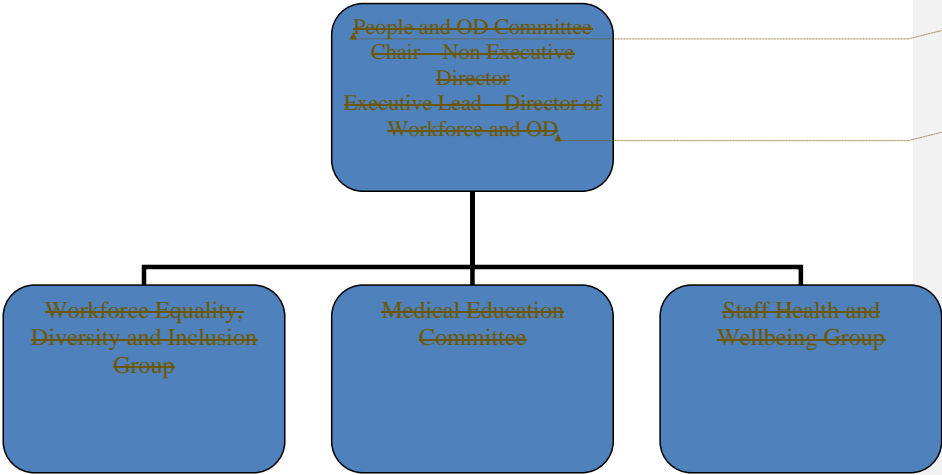 People and OD Committee
Chair – Non Executive
Director
Executive Lead – Director of
Workforce and OD
Workforce Equality,
Diversity and Inclusion
Group
Medical Education
Committee
Staff Health and
Wellbeing Group